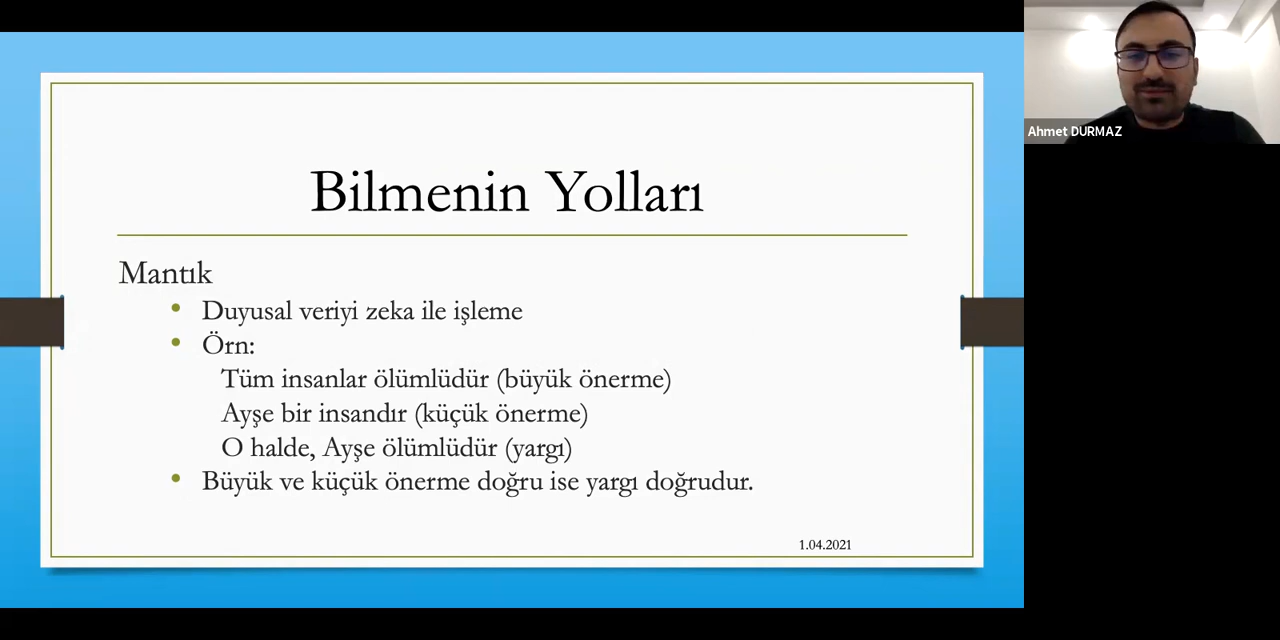 Bilmenin Yolları
Mantık
• Duyusal veriyi zeka ile işleme
• Örn:
Tüm insanlar ölümlüdür (büyük önerme)
Ayşe bir insandır (küçük önerme)
O halde, Ayşe ölümlüdür (yargı)
• Büyük ve küçük önerme doğru ise yargı doğrudur.
1.04.2021
Ahmet DURMAZ